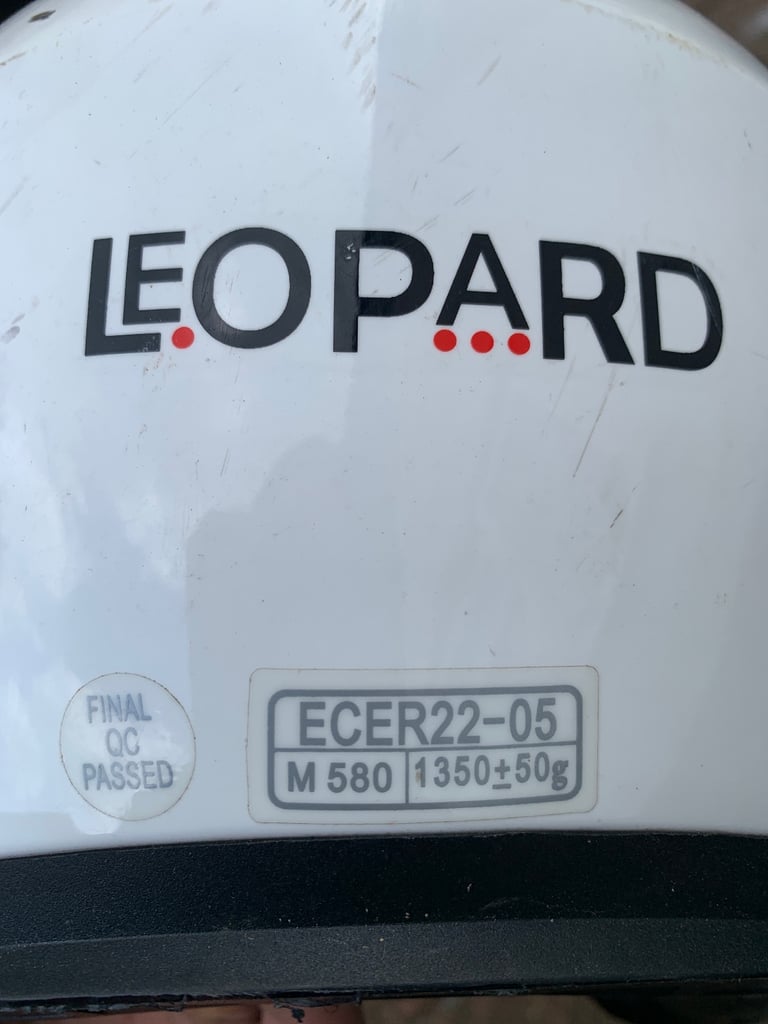 LEOPARD
FINAL
QC
PASSED
ECER22-05
M 580 1350±50g